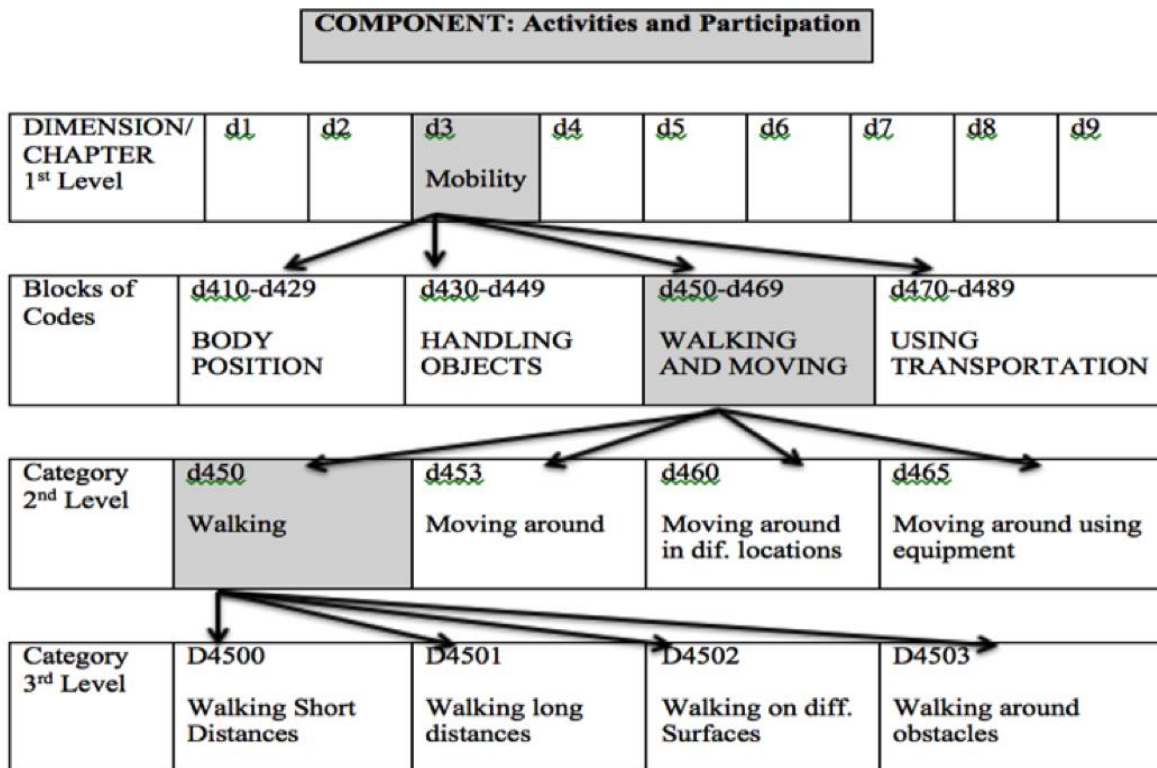 COMPONENT: Activities and Participation
DIMENSION/
CHAPTER
1st Level
d1
d2
d3
Mobility
d4
d5
d6
d7
d8
d9
Blocks of
Codes
d410-d429
BODY
POSITION
d430-d449
HANDLING
OBJECTS
d450-d469
WALKING
AND MOVING
d470-d489
USING
TRANSPORTATION
Category
2nd Level
d450
Walking
d453
Moving around
d460
Moving around
in dif. locations
d465
Moving around using
equipment
Category
3rd Level
D4500
Walking Short
Distances
D4501
Walking long
distances
D4502
Walking on diff.
Surfaces
D4503
Walking around
obstacles